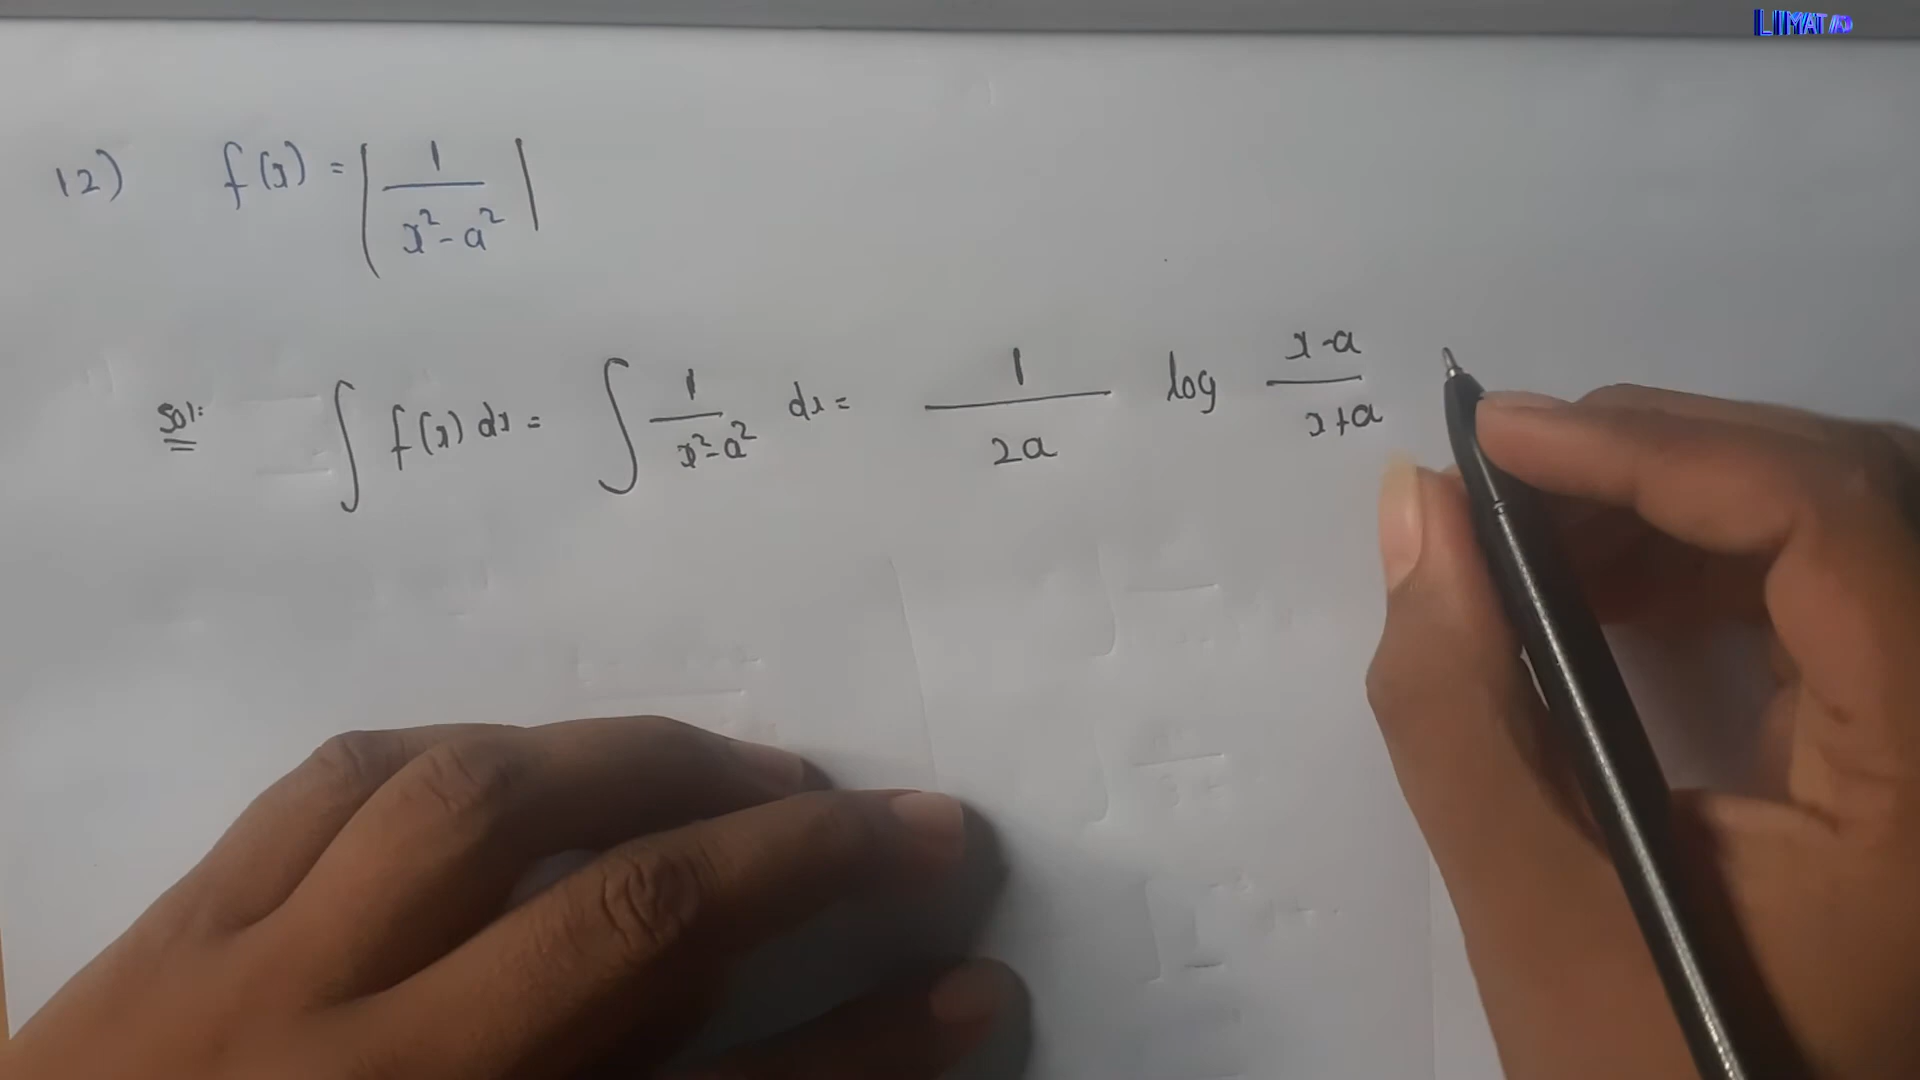 LIMAT
12) f(x) = | 1 / x² - a² |
Sol: ∫ f(x) dx = ∫ 1 / x² - a² dx = 1 / 2a log x - a / x + a